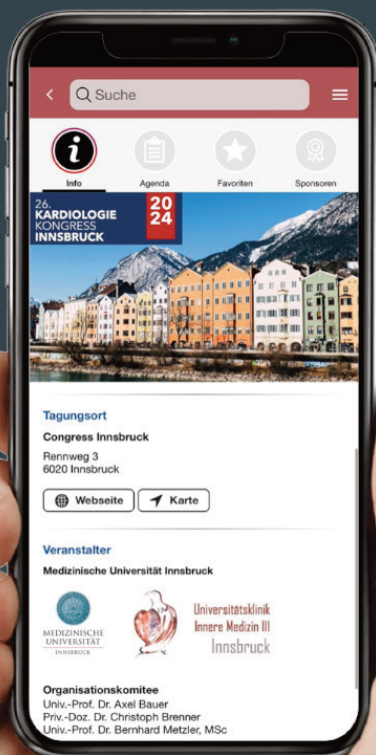 Suche
Info
Agenda
Favoriten
Sponsoren
26.
KARDIOLOGIE
KONGRESS
INNSBRUCK
20
24
Tagungsort
Congress Innsbruck
Rennweg 3
6020 Innsbruck
Webseite
Karte
Veranstalter
Medizinische Universität Innsbruck
MEDIZINISCHE
UNIVERSITÄT
INNSBRUCK
Universitätsklinik
Innere Medizin III
Innsbruck
Organisationskomitee
Univ.-Prof. Dr. Axel Bauer
Priv.-Doz. Dr. Christoph Brenner
Univ.-Prof. Dr. Bernhard Metzler, MSc